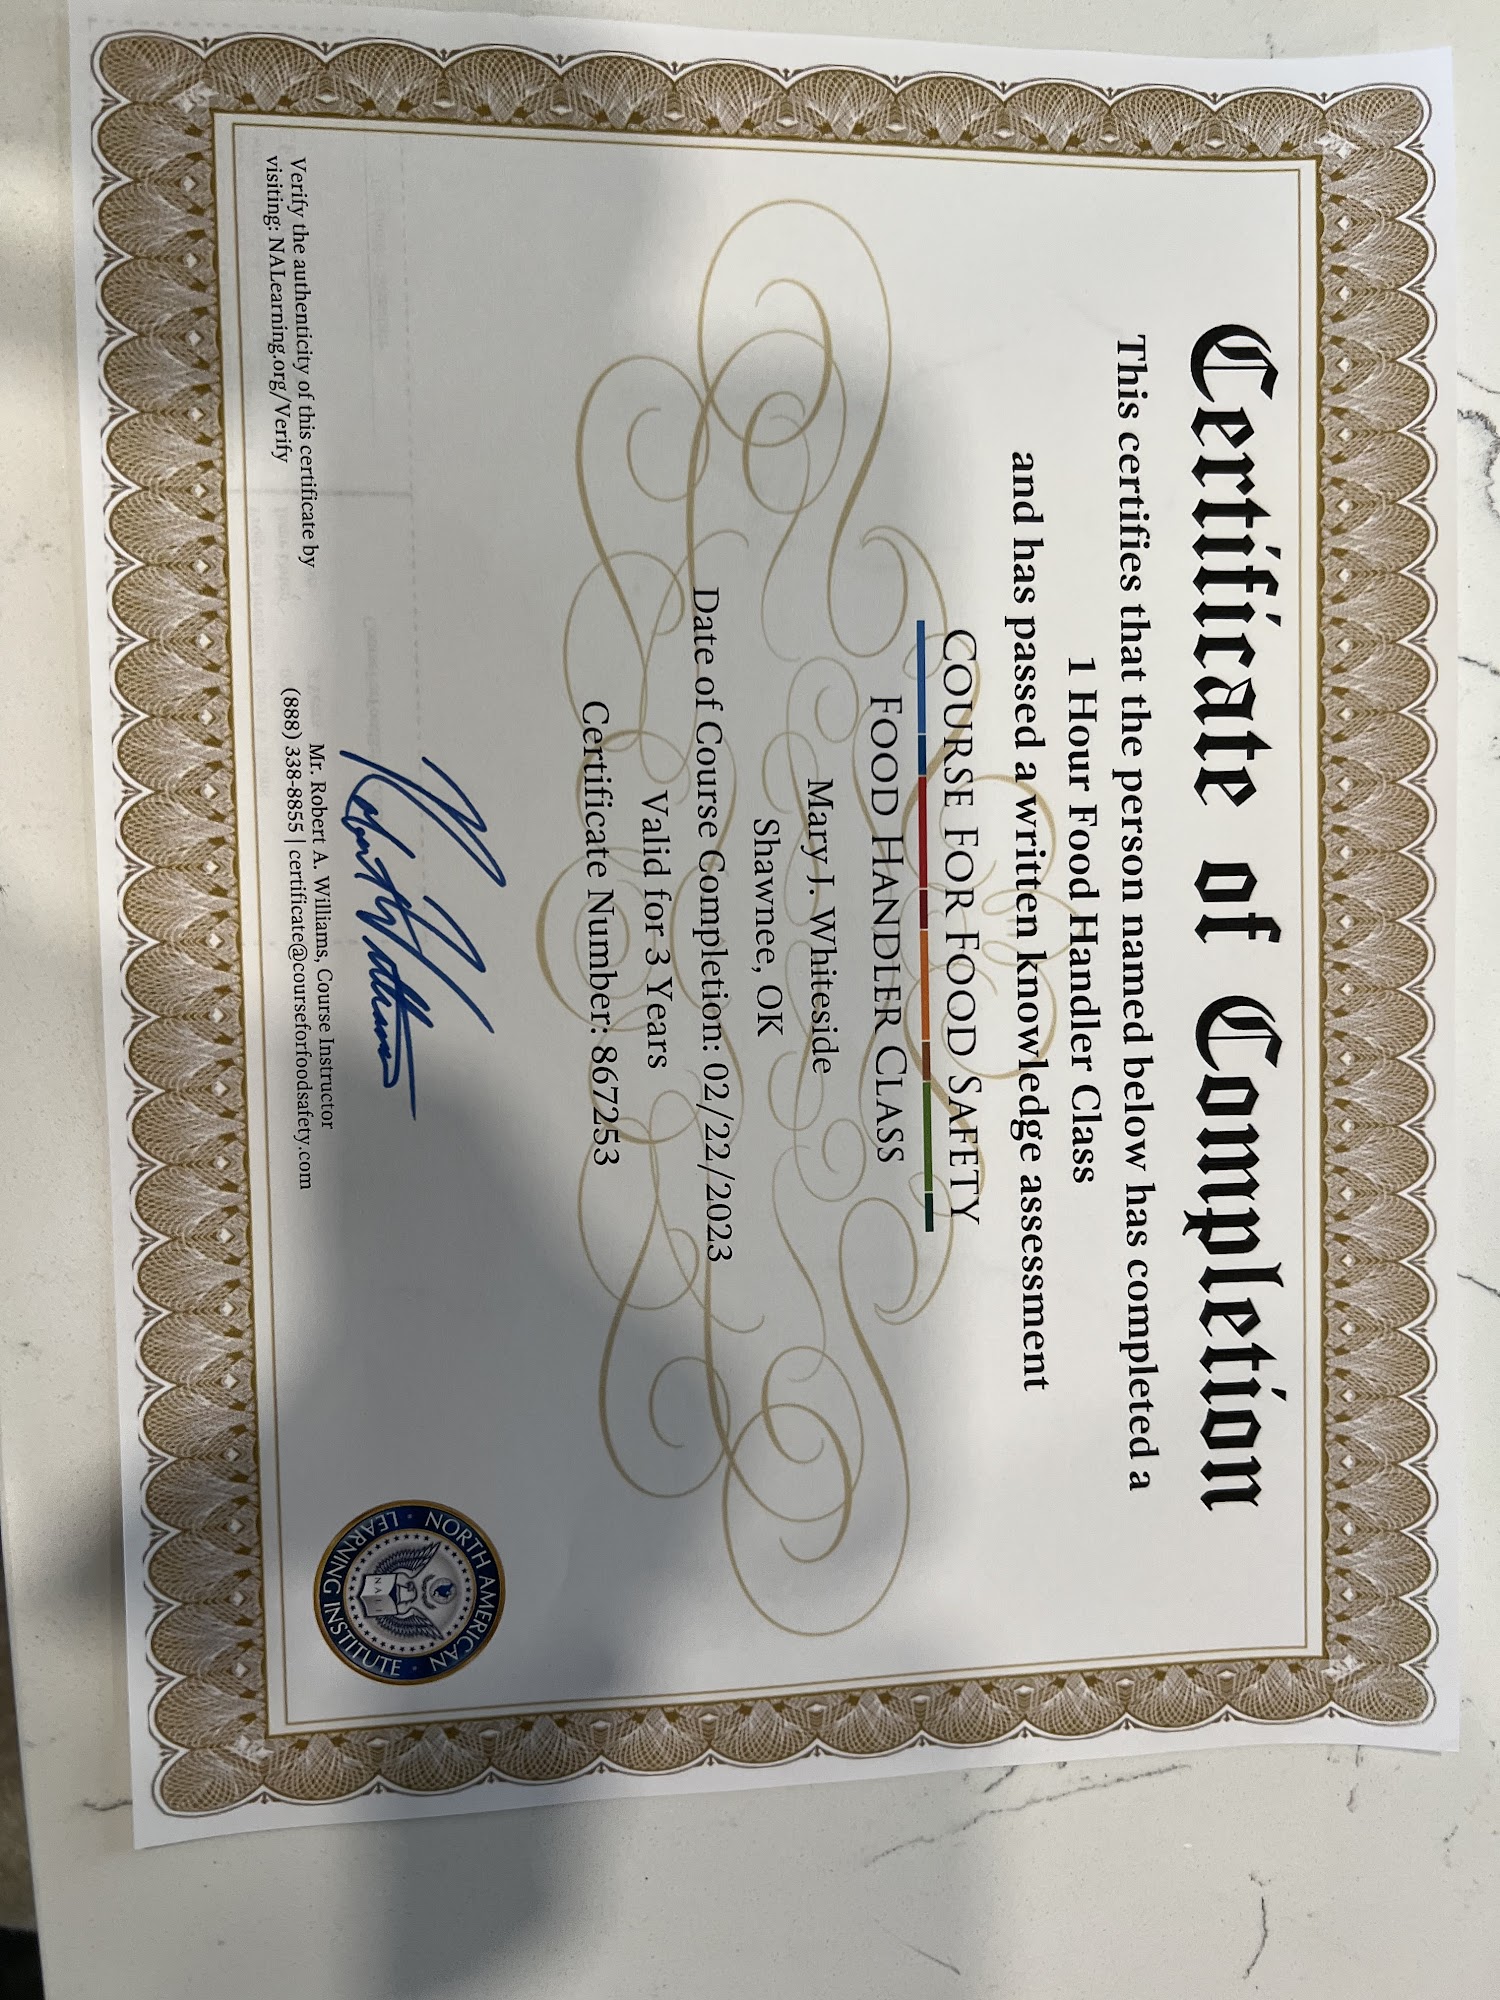 Certificate of Completion
This certifies that the person named below has completed a
1 Hour Food Handler Class
and has passed a written knowledge assessment
COURSE FOR FOOD SAFETY
FOOD HANDLER CLASS
Mary J. Whiteside
Shawnee, OK
Date of Course Completion: 02/22/2023
Valid for 3 Years
Certificate Number: 867253
Verify the authenticity of this certificate by
visiting: NALearning.org/Verify
Mr. Robert A. Williams, Course Instructor
(888) 338-8855 | certificate@courseforfoodsafety.com
NORTH AMERICAN
LEARNING INSTITUTE